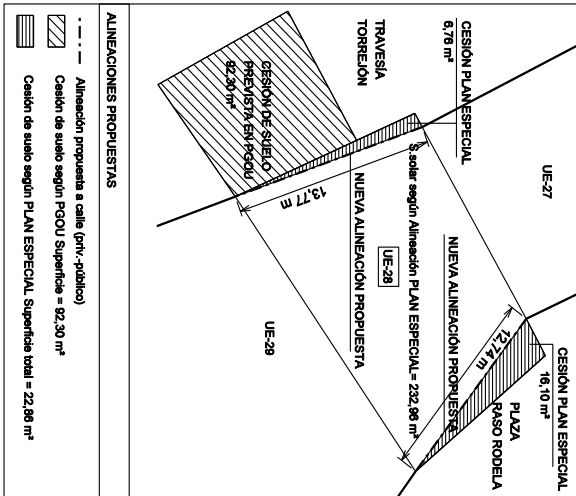 UE-27
CESIÓN PLAN ESPECIAL
16,10 m²
PLAZA
RASO RODELA
12,74 m
NUEVA ALINEACIÓN PROPUESTA
UE-28
S.solar según Alineación PLAN ESPECIAL= 232,96 m²
CESIÓN PLAN ESPECIAL
6,76 m²
TRAVESÍA
TORREJÓN
13,77 m
NUEVA ALINEACIÓN PROPUESTA
CESIÓN DE SUELO
PREVISTA EN PGOU
92,30 m²
UE-29
ALINEACIONES PROPUESTAS
Alineación propuesta a calle (priv.-público)
Cesión de suelo según PGOU Superficie = 92,30 m²
Cesión de suelo según PLAN ESPECIAL Superficie total = 22,86 m²